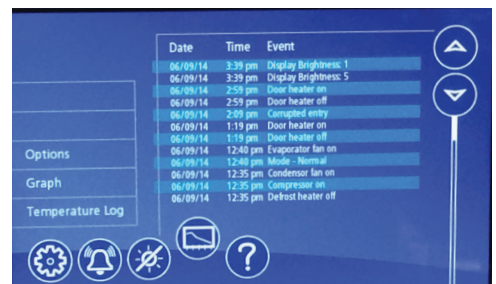 Date Time Event
06/09/14 3:39 pm Display Brightness: 1
06/09/14 3:39 pm Display Brightness: 5
06/09/14 2:59 pm Door heater on
06/09/14 2:59 pm Door heater off
06/09/14 2:09 pm Corrupted entry
06/09/14 1:19 pm Door heater on
06/09/14 1:19 pm Door heater off
06/09/14 12:40 pm Evaporator fan on
06/09/14 12:40 pm Mode - Normal
06/09/14 12:35 pm Condensor fan on
06/09/14 12:35 pm Compressor on
06/09/14 12:35 pm Defrost heater off
Options
Graph
Temperature Log
?